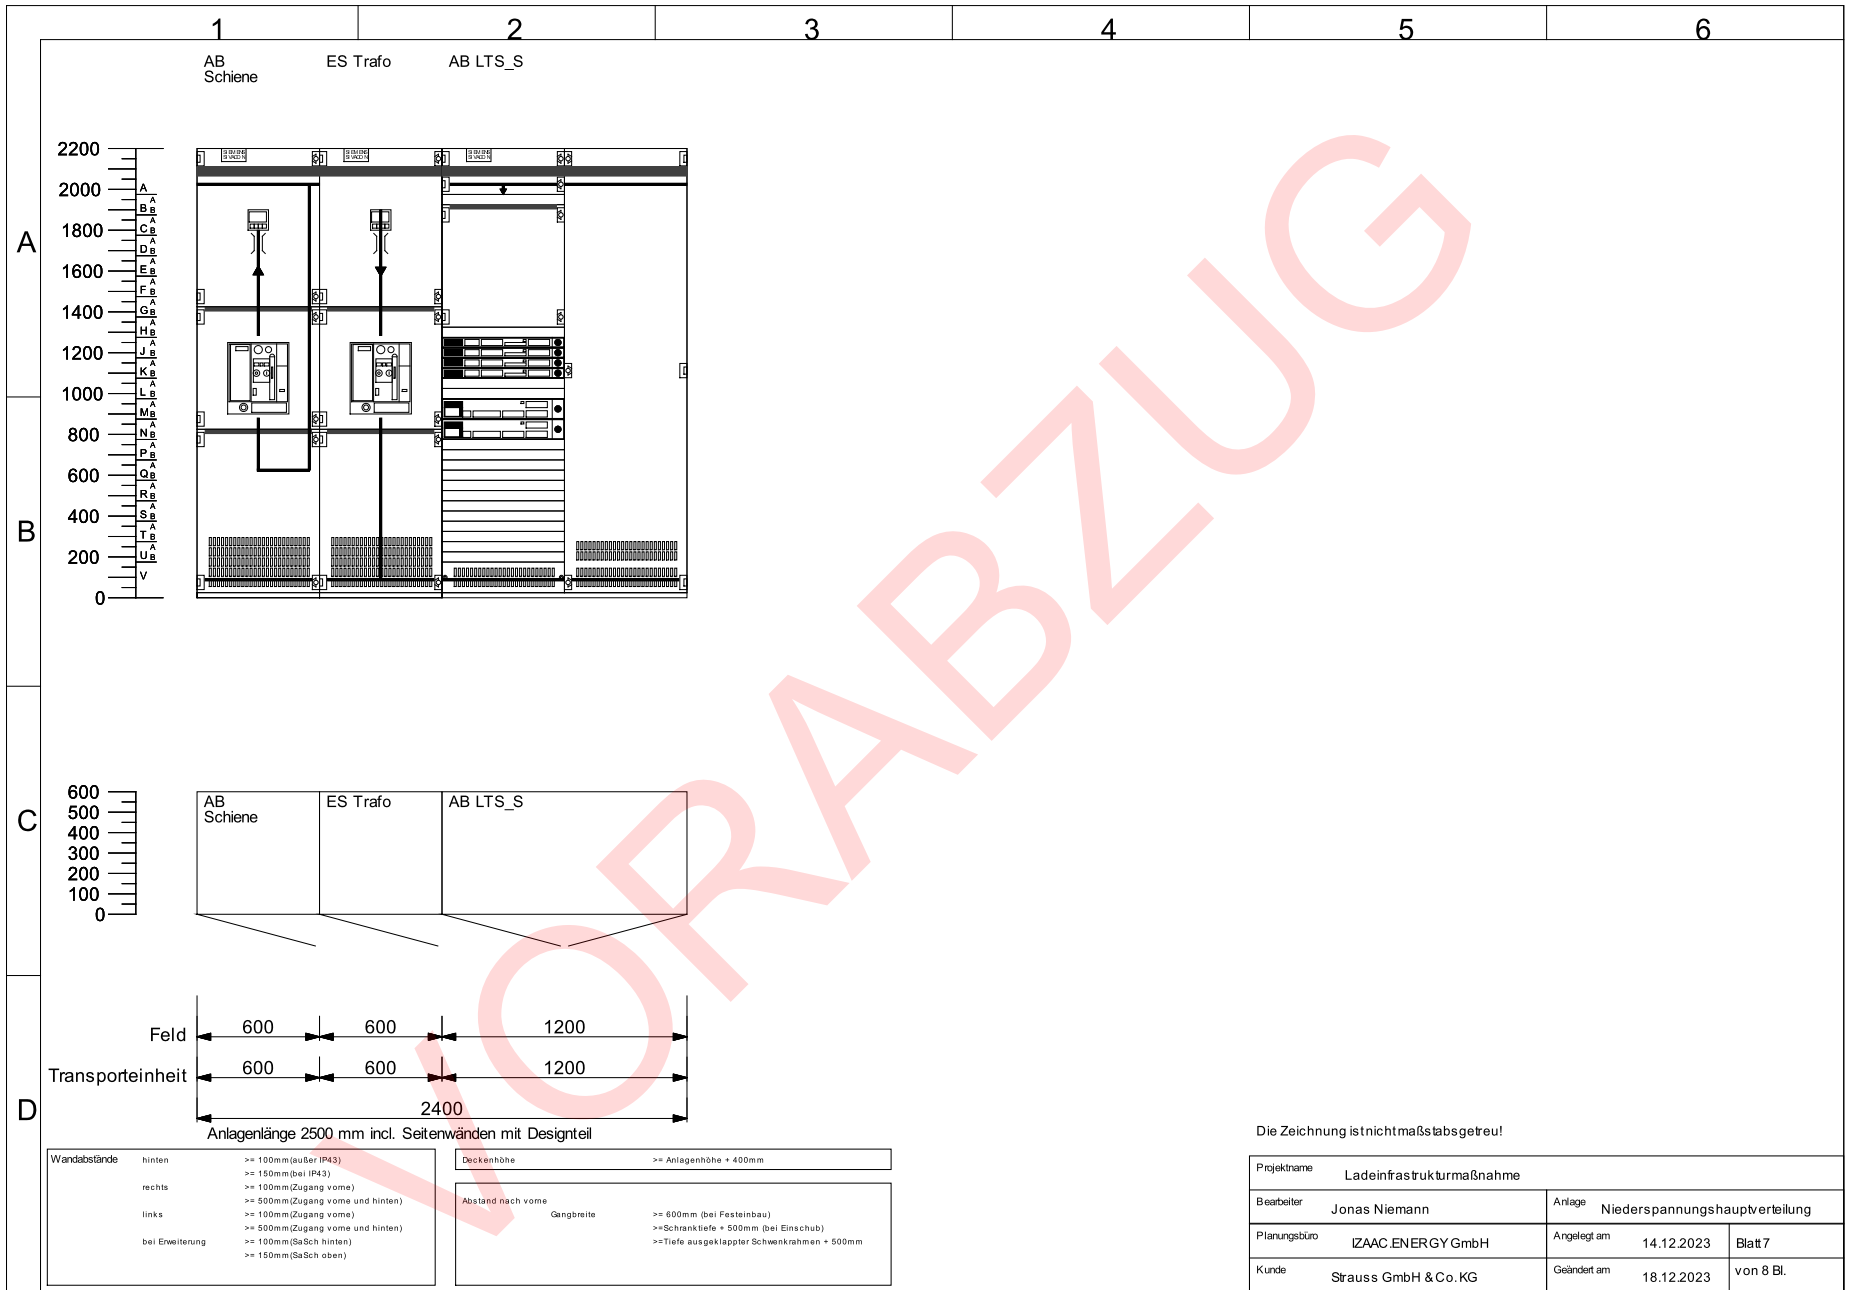 1 2 3 4 5 6
AB ES Trafo AB LTS_S
Schiene
SIEMENS SIEMENS SIEMENS
SIVACON SIVACON SIVACON
2200
2000
1800
1600
1400
1200
1000
800
600
400
200
0
A
A
B B
A
C B
A
D B
A
E B
A
F B
A
G B
A
H B
A
J B
A
K B
A
L B
A
M B
A
N B
A
P B
A
Q B
A
R B
A
S B
A
T B
A
U B
V
A
B
C
D
VORABZUG
600
500
400
300
200
100
0
AB ES Trafo AB LTS_S
Schiene
Feld 600 600 1200
Transporteinheit 600 600 1200
2400
Anlagenlänge 2500 mm incl. Seitenwänden mit Designteil
Wandabstände hinten >= 100mm(außer IP43)
>= 150mm(bei IP43)
rechts >= 100mm(Zugang vorne)
>= 500mm(Zugang vorne und hinten)
links >= 100mm(Zugang vorne)
>= 500mm(Zugang vorne und hinten)
bei Erweiterung >= 100mm(SaSch hinten)
>= 150mm(SaSch oben)
Deckenhöhe >= Anlagenhöhe + 400mm
Abstand nach vorne
Gangbreite >= 600mm (bei Festeinbau)
>=Schranktiefe + 500mm (bei Einschub)
>=Tiefe ausgeklappter Schwenkrahmen + 500mm
Die Zeichnung ist nicht maßstabsgetreu!
Projektname Ladeinfrastrukturmaßnahme
Bearbeiter Jonas Niemann Anlage Niederspannungshauptverteilung
Planungsbüro IZAAC.ENERGY GmbH Angelegt am 14.12.2023 Blatt 7
Kunde Strauss GmbH & Co. KG Geändert am 18.12.2023 von 8 Bl.